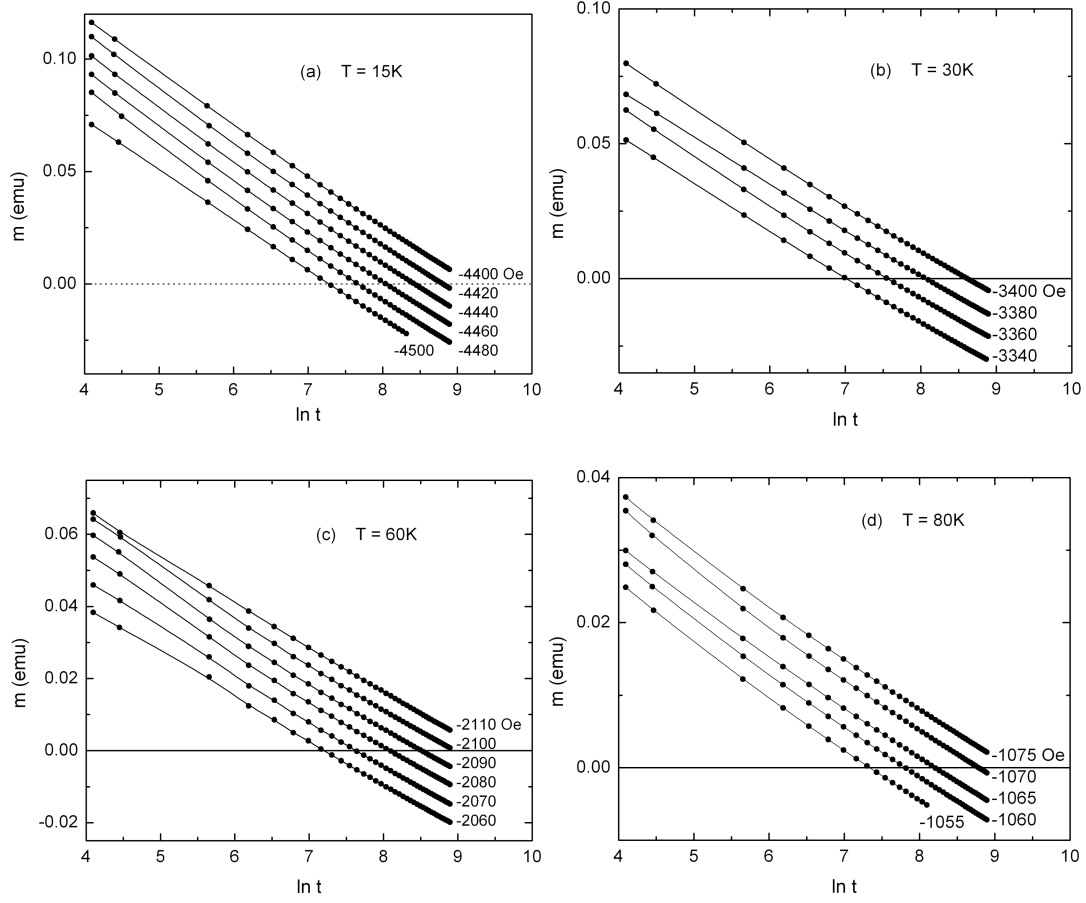 (a) T = 15K
0.10
0.05
0.00
m (emu)
-4400 Oe
-4420
-4440
-4460
-4480
-4500
4 5 6 7 8 9 10
ln t
(b) T = 30K
0.10
0.05
0.00
m (emu)
-3400 Oe
-3380
-3360
-3340
4 5 6 7 8 9 10
ln t
(c) T = 60K
0.06
0.04
0.02
0.00
-0.02
m (emu)
-2110 Oe
-2100
-2090
-2080
-2070
-2060
4 5 6 7 8 9 10
ln t
(d) T = 80K
0.04
0.02
0.00
m (emu)
-1075 Oe
-1070
-1065
-1060
-1055
4 5 6 7 8 9 10
ln t